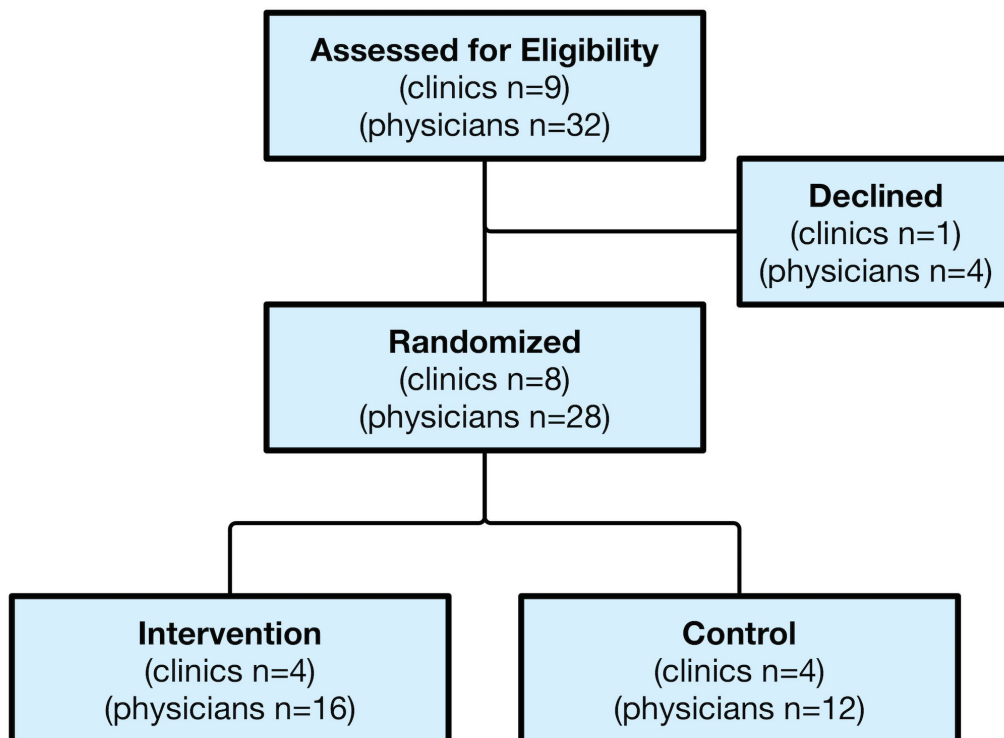 Assessed for Eligibility
(clinics n=9)
(physicians n=32)
Declined
(clinics n=1)
(physicians n=4)
Randomized
(clinics n=8)
(physicians n=28)
Intervention
(clinics n=4)
(physicians n=16)
Control
(clinics n=4)
(physicians n=12)